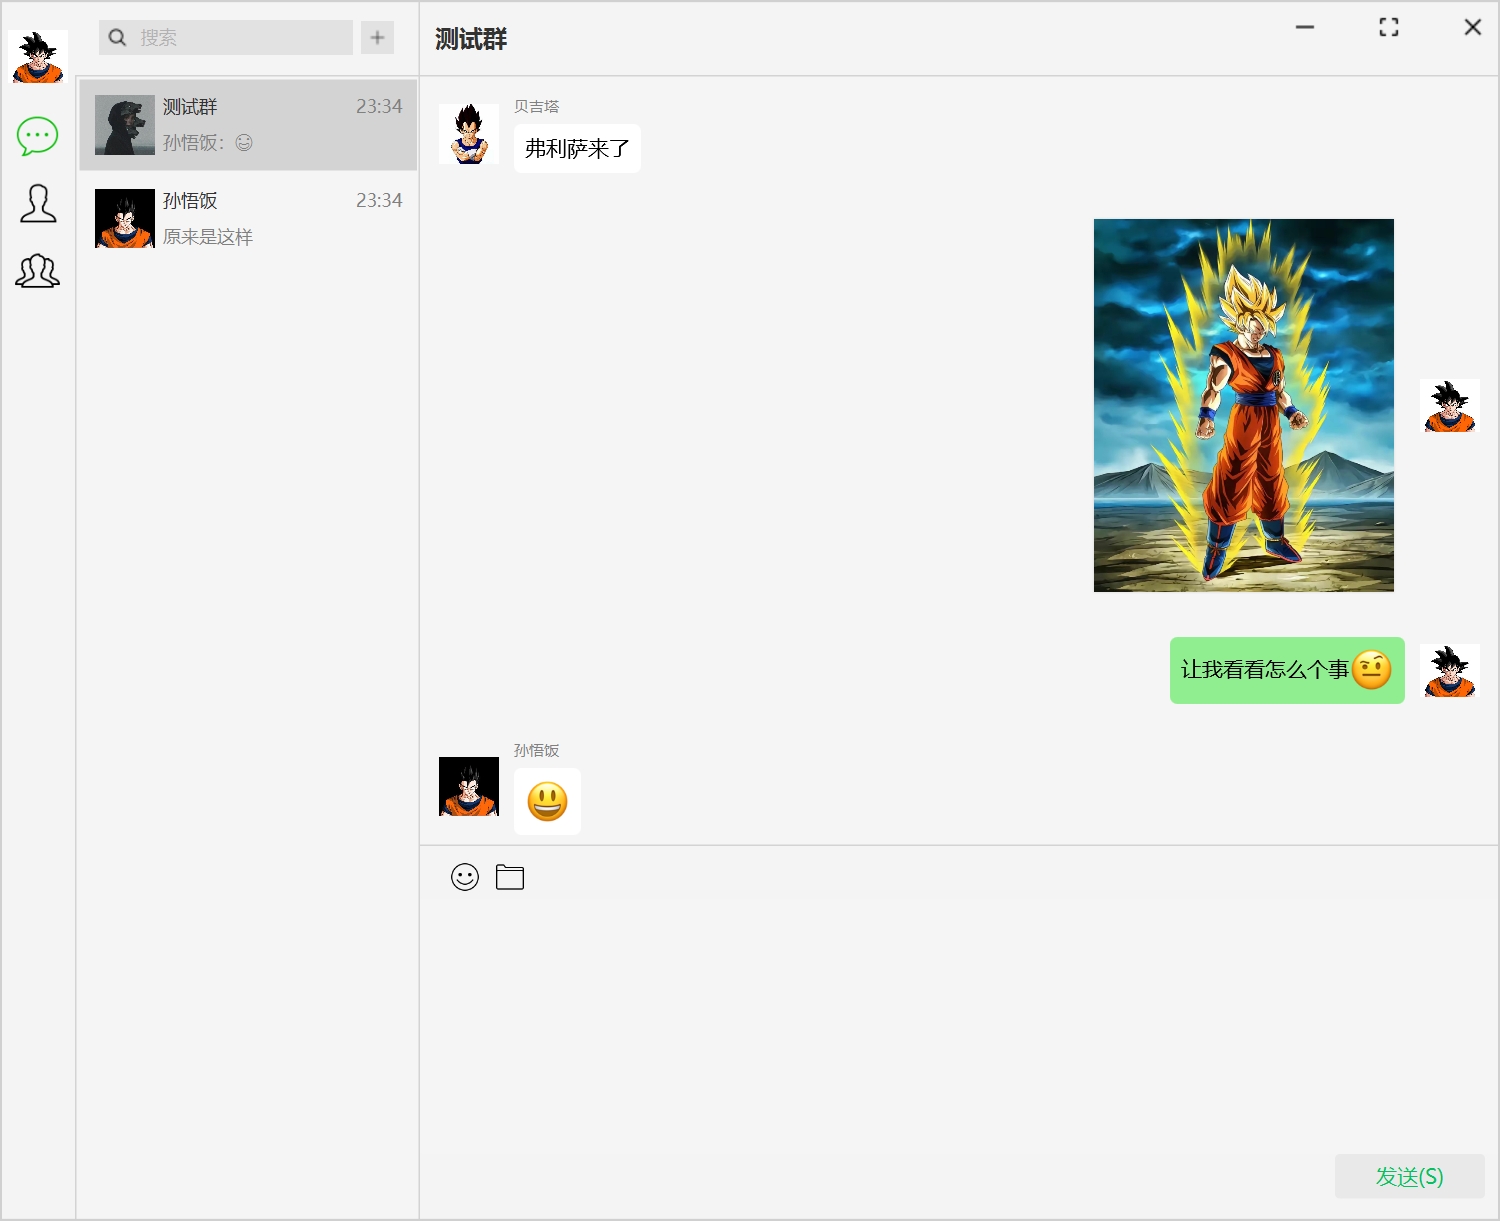 搜索
测试群
23:34
孙悟饭：
孙悟饭
23:34
原来是这样
测试群
贝吉塔
弗利萨来了
让我看看怎么个事🤨
孙悟饭
😃
发送(S)